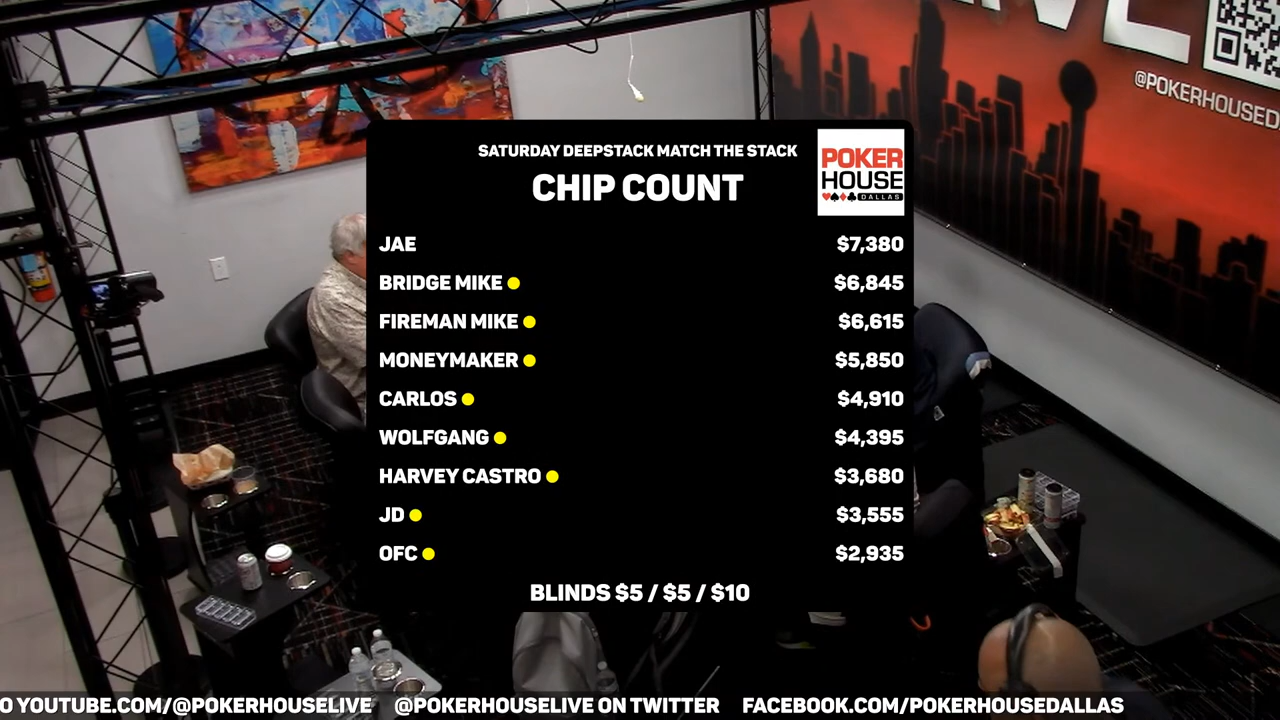 @POKERHOUSED
SATURDAY DEEPSTACK MATCH THE STACK
CHIP COUNT
POKER
HOUSE
DALLAS
JAE $7,380
BRIDGE MIKE $6,845
FIREMAN MIKE $6,615
MONEYMAKER $5,850
CARLOS $4,910
WOLFGANG $4,395
HARVEY CASTRO $3,680
JD $3,555
OFC $2,935
BLINDS $5 / $5 / $10
O YOUTUBE.COM/@POKERHOUSELIVE @POKERHOUSELIVE ON TWITTER FACEBOOK.COM/POKERHOUSEDALLAS